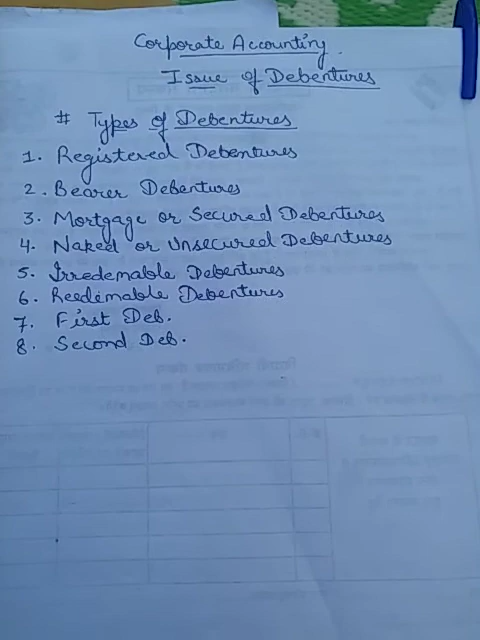 Corporate Accounting.
Issue of Debentures
# Types of Debentures
1. Registered Debentures
2. Bearer Debentures
3. Mortgage or Secured Debentures
4. Naked or Unsecured Debentures
5. Irredemable Debentures
6. Reedémable Debentures
7. First Deb.
8. Second Deb.